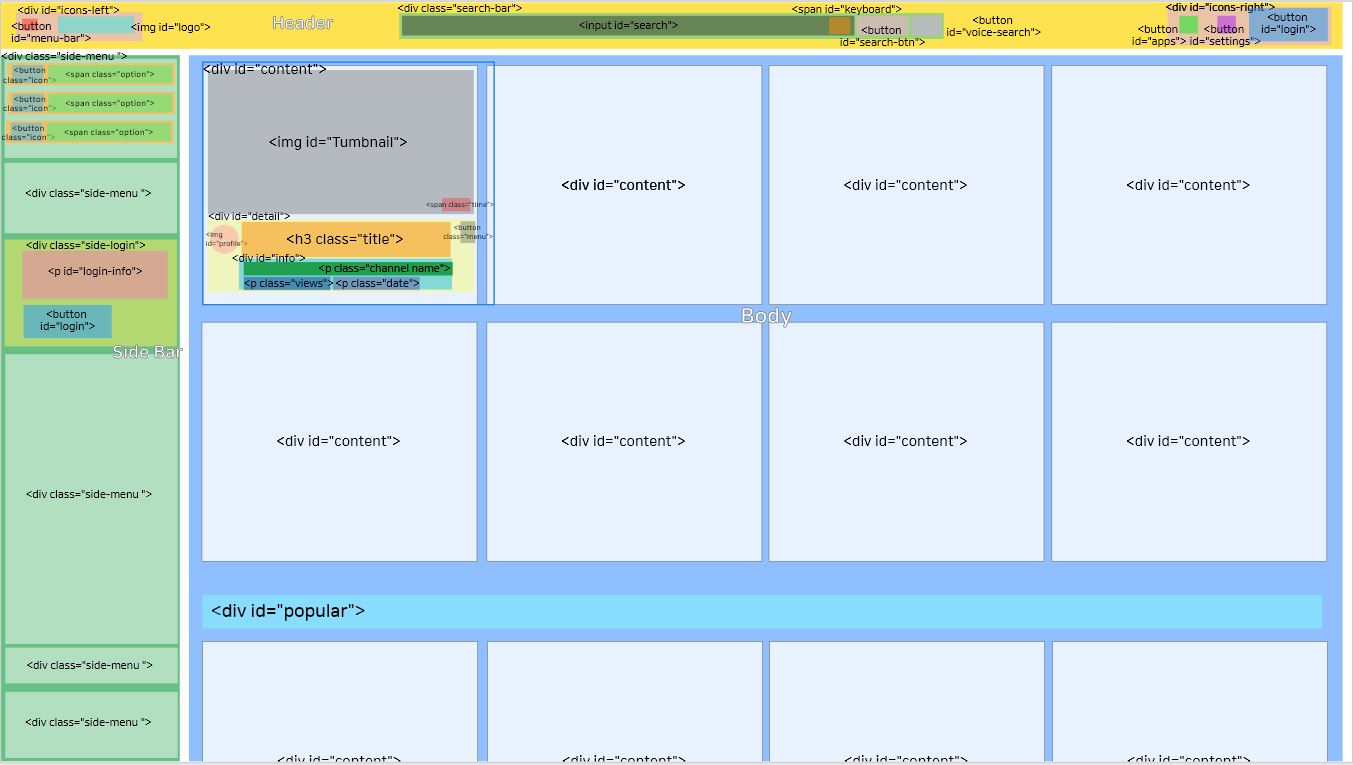 <div id="icons-left">
<button
id="menu-bar">
<img id="logo">
Header
<div class="search-bar">
<input id="search">
<span id="keyboard">
<button
id="search-btn">
<button
id="voice-search">
<div id="icons-right">
<button
id="apps">
<button
id="settings">
<button
id="login">
<div class="side-menu ">
<button
class="icon">
<span class="option">
<button
class="icon">
<span class="option">
<button
class="icon">
<span class="option">
<div class="side-menu ">
<div class="side-login">
<p id="login-info">
<button
id="login">
Side Bar
<div class="side-menu ">
<div class="side-menu ">
<div class="side-menu ">
<div id="content">
<img id="Tumbnail">
<span class="time">
<div id="detail">
<img
id="profile">
<h3 class="title">
<button
class="menu">
<div id="info">
<p class="channel name">
<p class="views">
<p class="date">
<div id="content">
<div id="content">
<div id="content">
Body
<div id="content">
<div id="content">
<div id="content">
<div id="content">
<div id="popular">
<div id="content">
<div id="content">
<div id="content">
<div id="content">